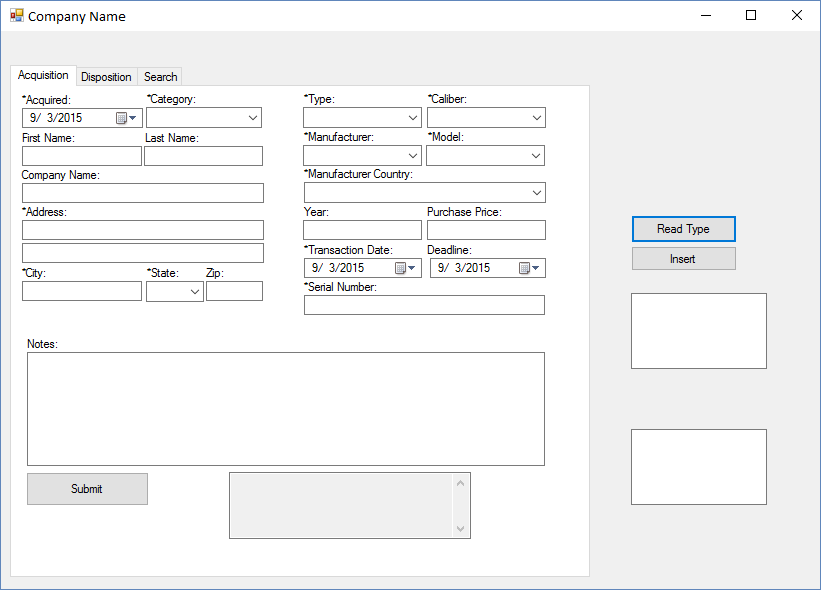 Company Name
Acquisition Disposition Search
*Acquired: *Category: *Type: *Caliber:
9/ 3/2015
First Name: Last Name: *Manufacturer: *Model:
Company Name: *Manufacturer Country:
*Address: Year: Purchase Price:
Read Type
*Transaction Date: Deadline:
Insert
9/ 3/2015 9/ 3/2015
*City: *State: Zip:
*Serial Number:
Notes:
Submit